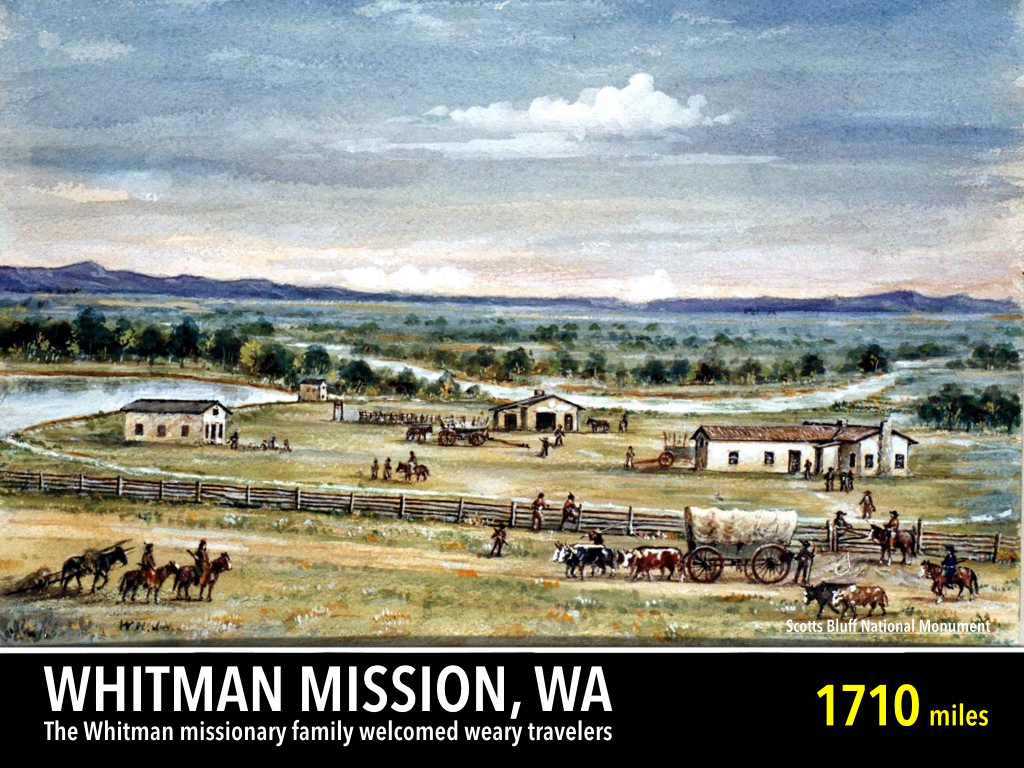 Scotts Bluff National Monument
WHITMAN MISSION, WA
The Whitman missionary family welcomed weary travelers
1710 miles